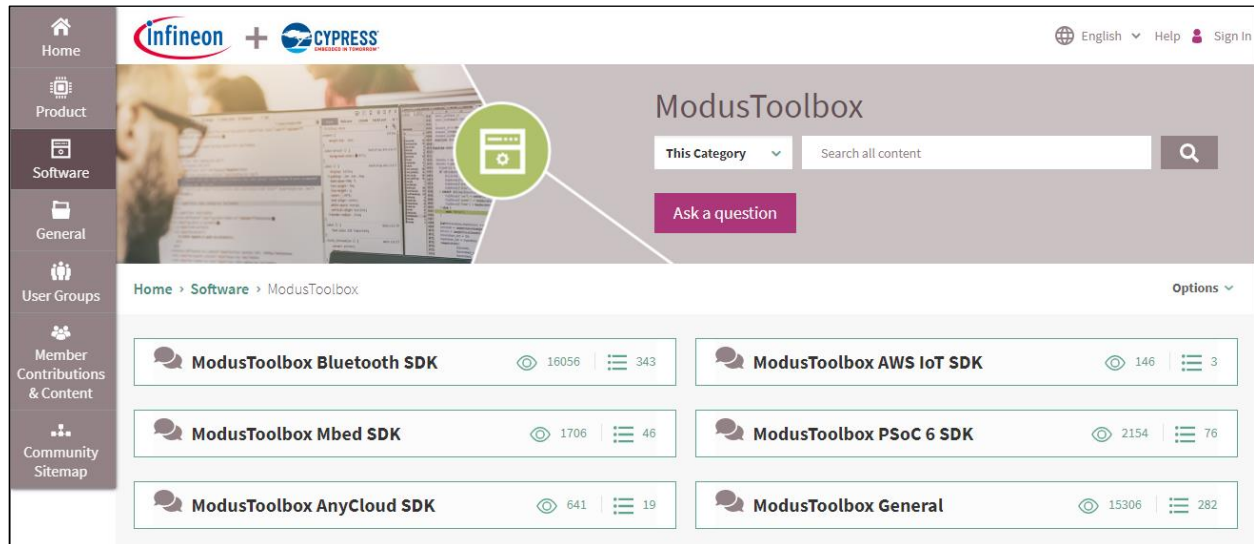 Home
Product
Software
General
User Groups
Member
Contributions
& Content
Community
Sitemap
infineon + CYPRESS
EMBEDDED IN TOMORROW
English Help Sign In
ModusToolbox
This Category Search all content
Ask a question
Home › Software › ModusToolbox
Options
ModusToolbox Bluetooth SDK 16056 343
ModusToolbox AWS IoT SDK 146 3
ModusToolbox Mbed SDK 1706 46
ModusToolbox PSoC 6 SDK 2154 76
ModusToolbox AnyCloud SDK 641 19
ModusToolbox General 15306 282